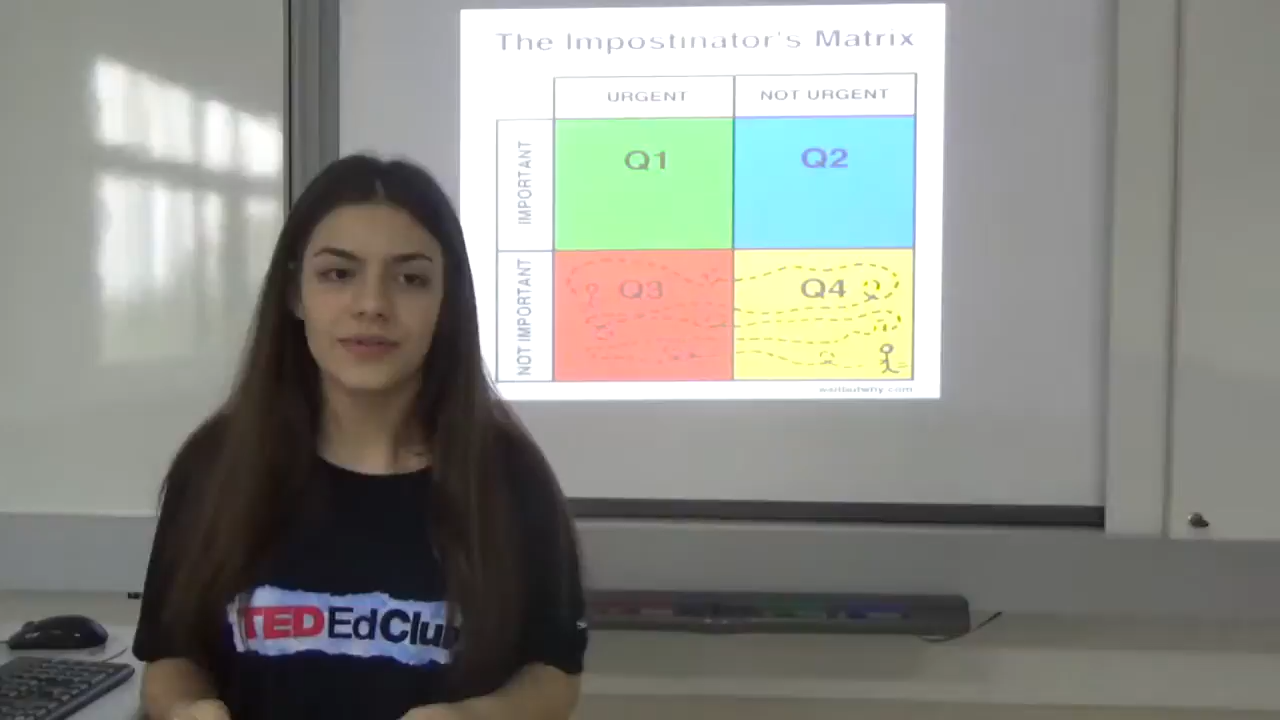 The Impostinator's Matrix
URGENT
NOT URGENT
IMPORTANT
Q1
Q2
NOT IMPORTANT
Q3
Q4
waitbutwhy.com
TEDEdClub